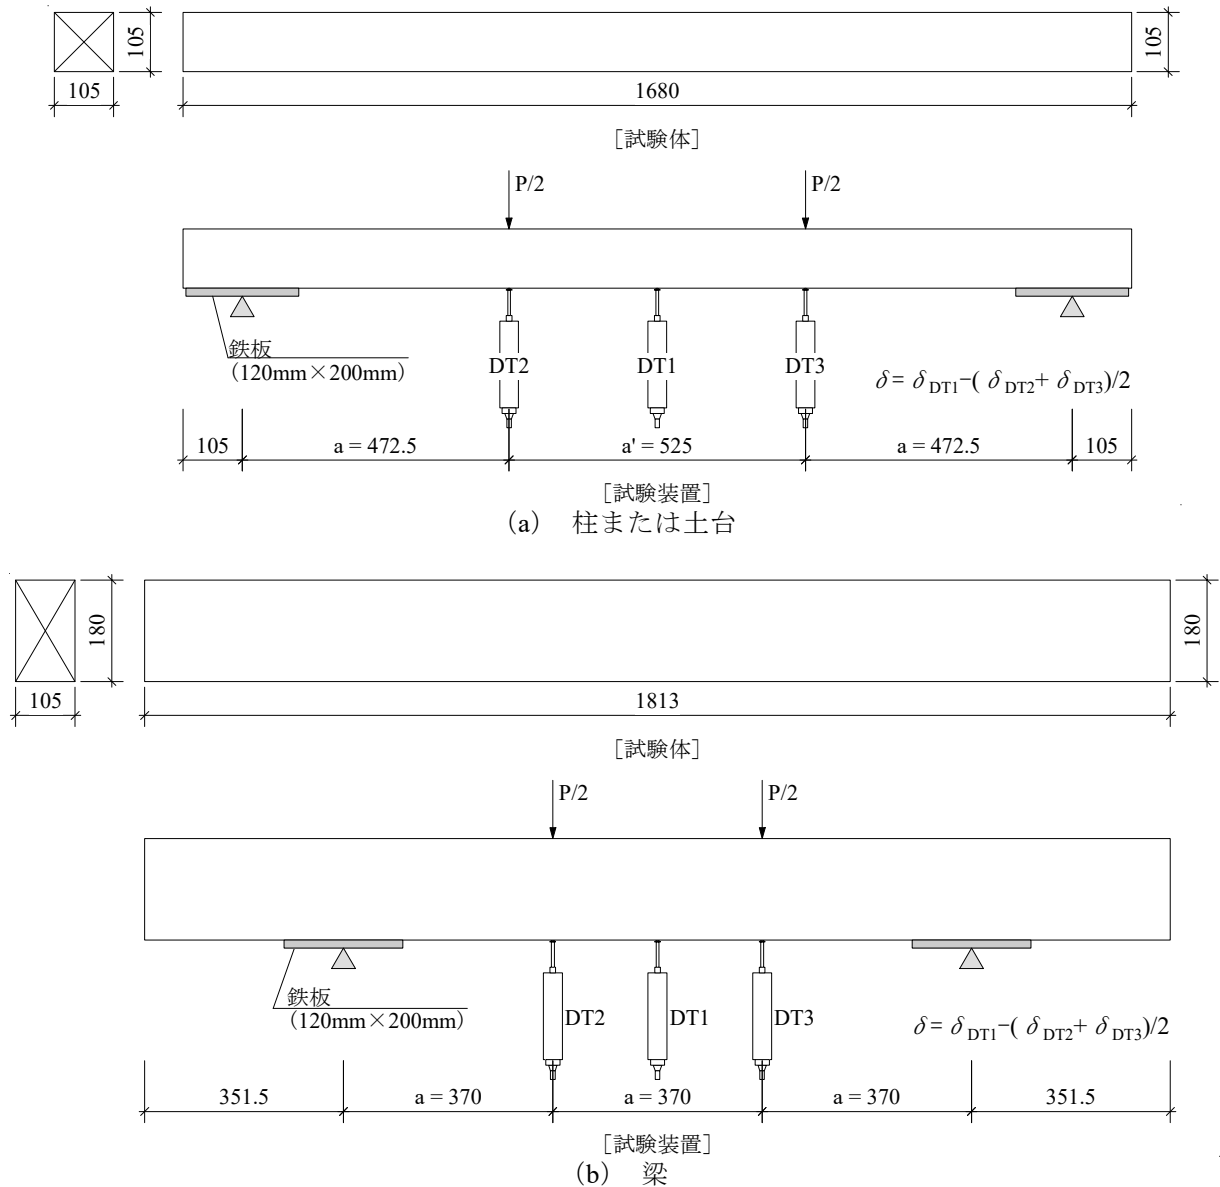 105
105
105
1680
［試験体］
P/2
P/2
鉄板
（120mm×200mm）
DT2
DT1
DT3
δ= δDT1-( δDT2+ δDT3)/2
105
a = 472.5
a' = 525
a = 472.5
105
［試験装置］
（a） 柱または土台
180
180
105
1813
［試験体］
P/2
P/2
鉄板
（120mm×200mm）
DT2
DT1
DT3
δ= δDT1-( δDT2+ δDT3)/2
351.5
a = 370
a = 370
a = 370
351.5
［試験装置］
（b） 梁